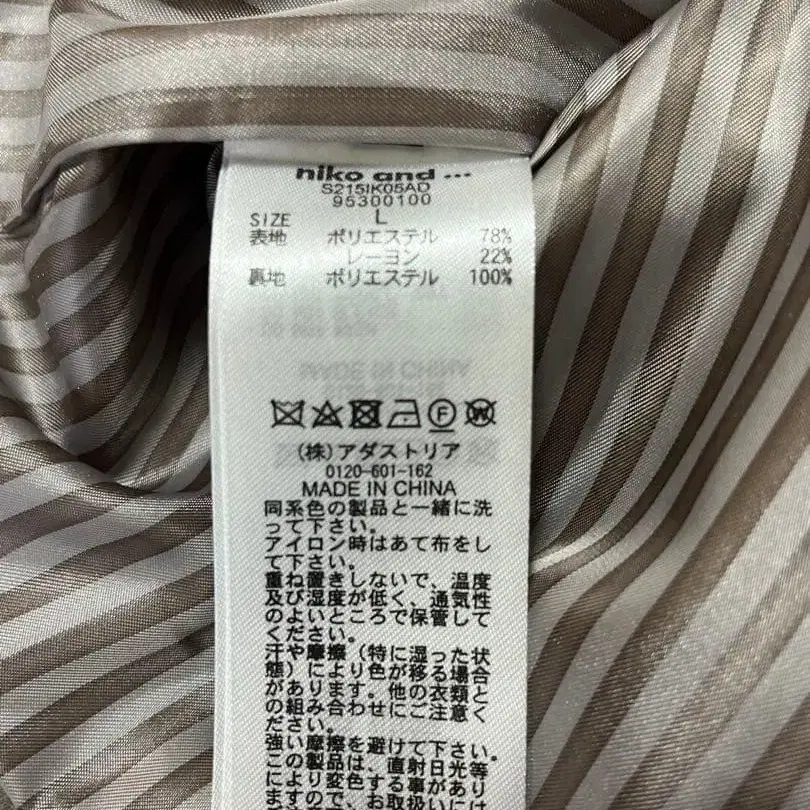 niko and ...
S215IK05AD
95300100
SIZE L
表地 ポリエステル 78%
レーヨン 22%
裏地 ポリエステル 100%
MADE IN CHINA
F
W
(株)アダストリア
0120-601-162
MADE IN CHINA
同系色の製品と一緒に洗
って下さい。
アイロン時はあて布をし
て下さい。
重ね置きしないで、温度
及び湿度が低く、通気性
のよいところで保管して
ください。
汗や摩擦(特に湿った状
態)により色が移る場合
があります。他の衣類と
の組み合わせにご注意く
ださい。
強い摩擦を避けて下さい。
この製品は、直射日光等
により変色する事があり
ますので、お取扱いには